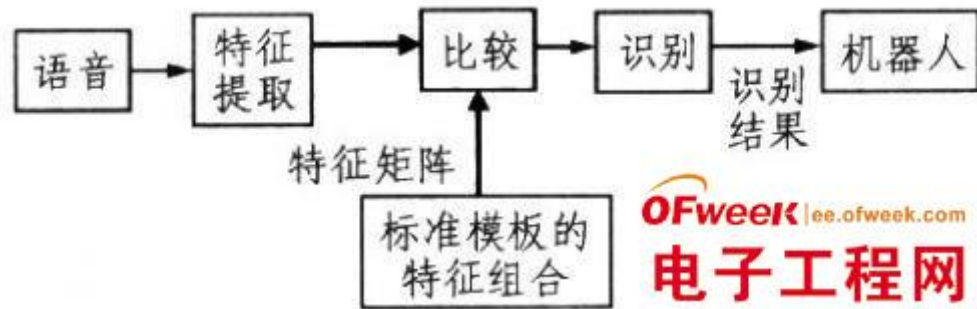 语音
特征
提取
比较
识别
机器人
识别
结果
特征矩阵
标准模板的
特征组合
OFweek | ee.ofweek.com
电子工程网